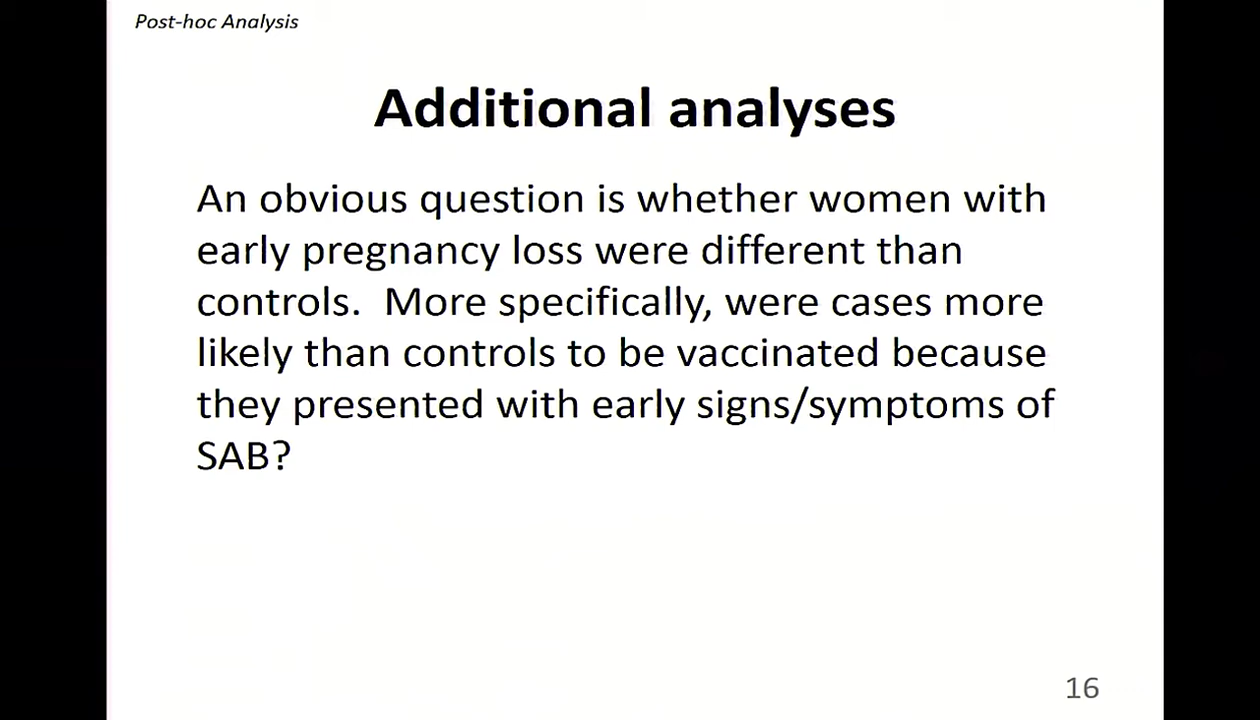 Post-hoc Analysis
Additional analyses
An obvious question is whether women with
early pregnancy loss were different than
controls.  More specifically, were cases more
likely than controls to be vaccinated because
they presented with early signs/symptoms of
SAB?
16